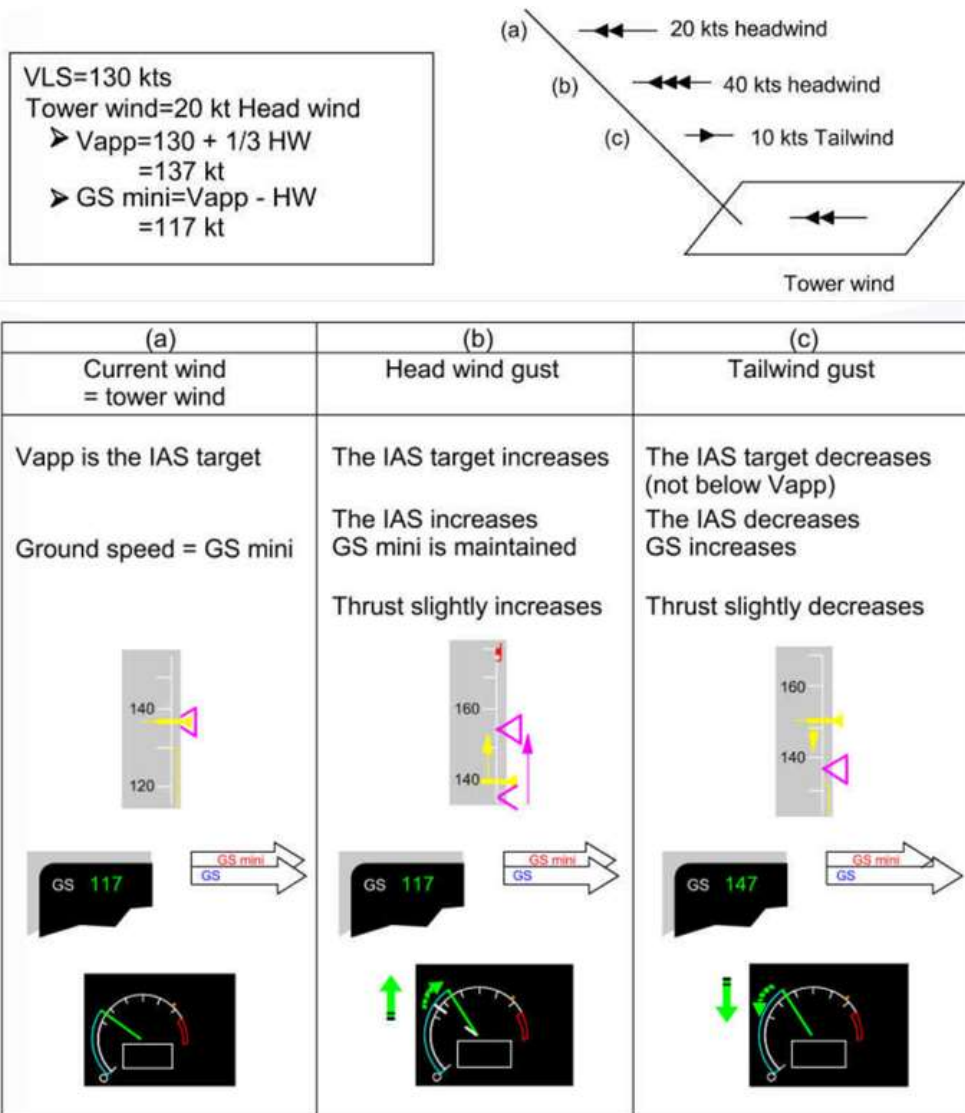 VLS=130 kts
Tower wind=20 kt Head wind
➢ Vapp=130 + 1/3 HW
=137 kt
➢ GS mini=Vapp - HW
=117 kt
(a) 20 kts headwind
(b) 40 kts headwind
(c) 10 kts Tailwind
Tower wind
(a)
Current wind
= tower wind
Vapp is the IAS target
Ground speed = GS mini
140
120
GS 117
GS mini
GS
(b)
Head wind gust
The IAS target increases
The IAS increases
GS mini is maintained
Thrust slightly increases
160
140
GS 117
GS mini
GS
(c)
Tailwind gust
The IAS target decreases
(not below Vapp)
The IAS decreases
GS increases
Thrust slightly decreases
160
140
GS 147
GS mini
GS